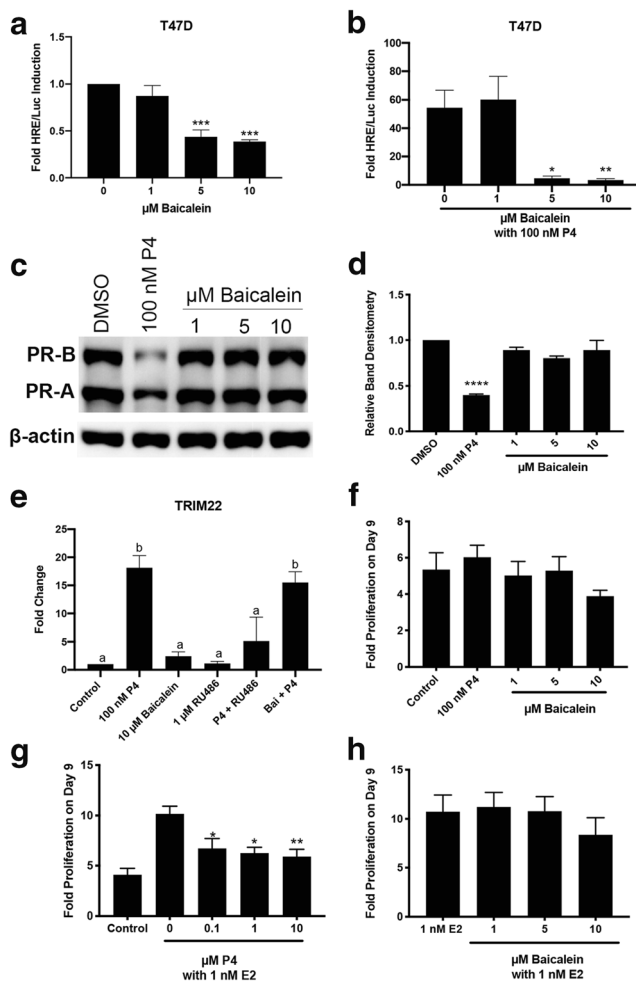 a
T47D
Fold HRE/Luc Induction
1.5
1.0
0.5
0.0
***
***
0 1 5 10
µM Baicalein
b
T47D
Fold HRE/Luc Induction
100
80
60
40
20
0
*
**
0 1 5 10
µM Baicalein
with 100 nM P4
c
DMSO
100 nM P4
µM Baicalein
1 5 10
PR-B
PR-A
β-actin
d
Relative Band Densitometry
1.5
1.0
0.5
0.0
****
DMSO
100 nM P4
1
5
10
µM Baicalein
e
TRIM22
Fold Change
25
20
15
10
5
0
a
b
a
a
a
b
Control
100 nM P4
10 µM Baicalein
1 µM RU486
P4 + RU486
Bai + P4
f
Fold Proliferation on Day 9
8
6
4
2
0
Control
100 nM P4
1
5
10
µM Baicalein
g
Fold Proliferation on Day 9
15
10
5
0
*
*
**
Control 0 0.1 1 10
µM P4
with 1 nM E2
h
Fold Proliferation on Day 9
15
10
5
0
1 nM E2 1 5 10
µM Baicalein
with 1 nM E2